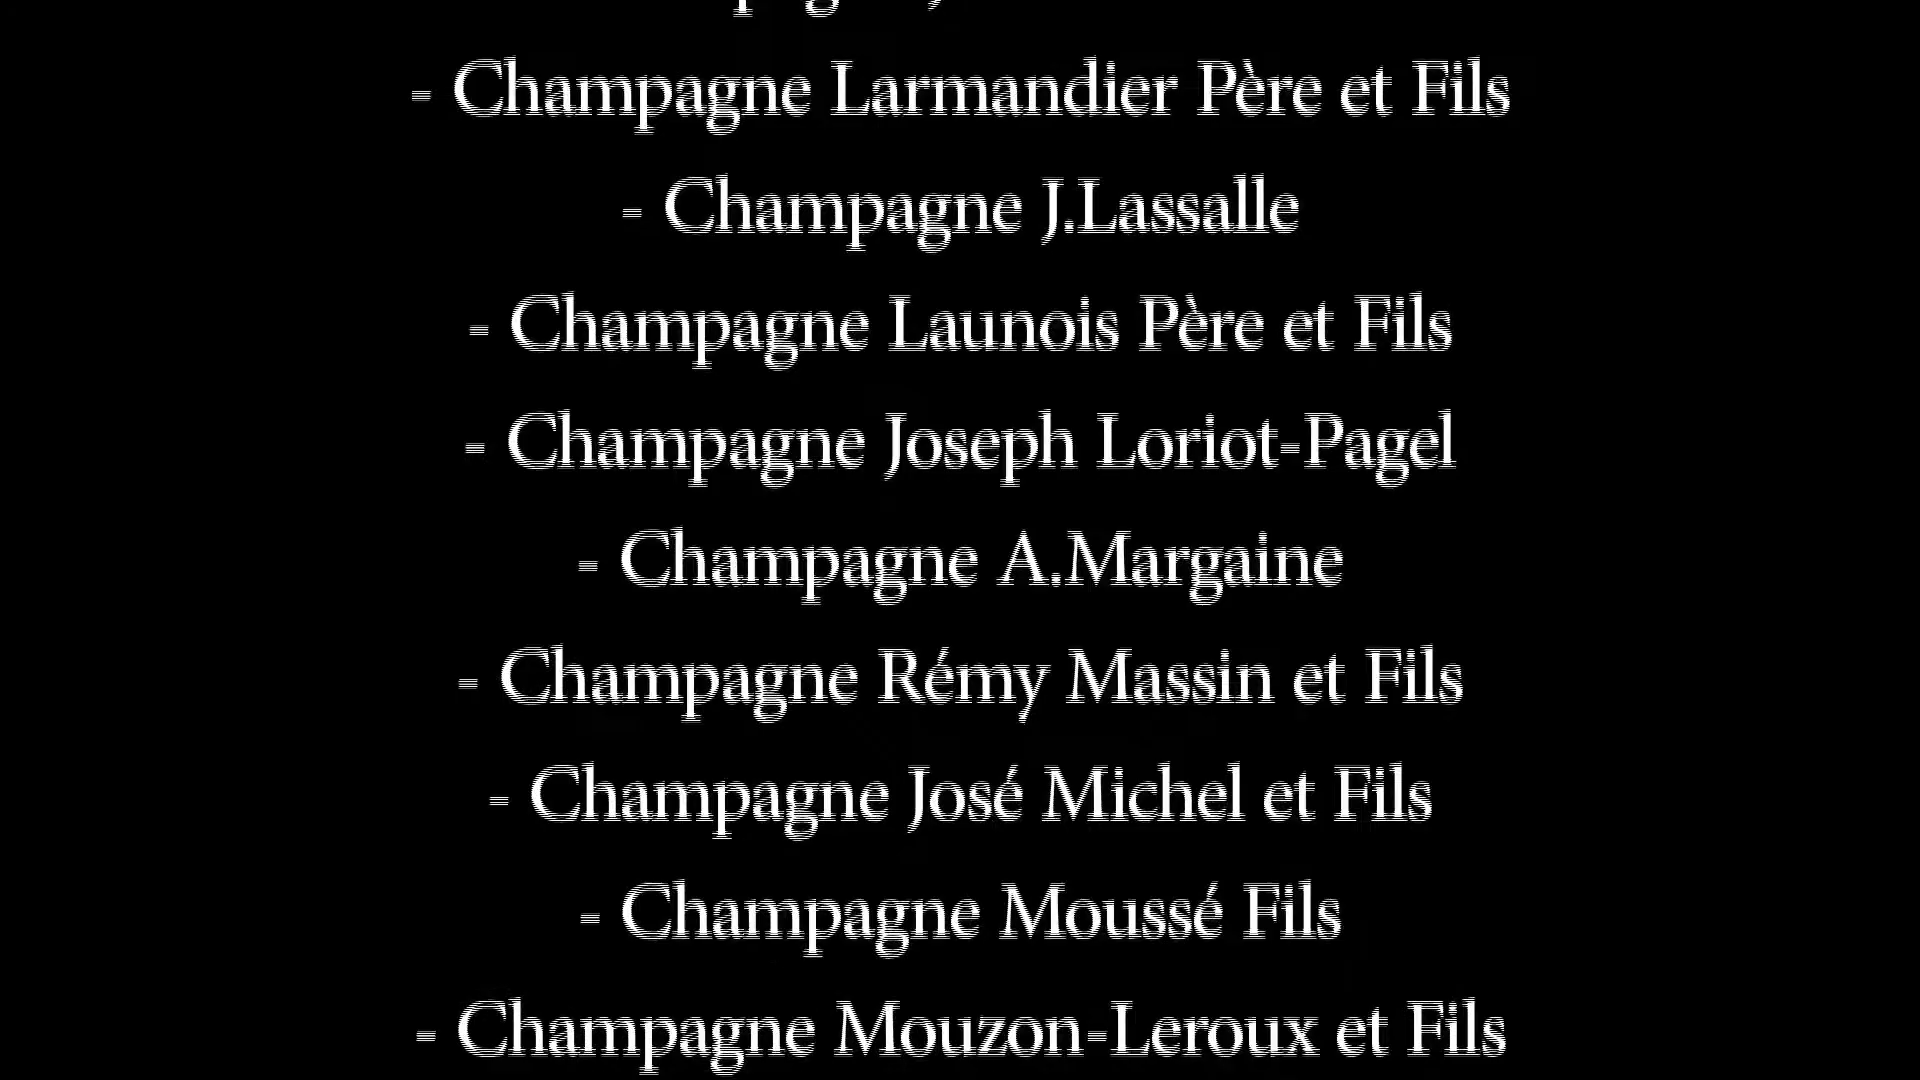 - Champagne Larmandier Père et Fils
- Champagne J.Lassalle
- Champagne Launois Père et Fils
- Champagne Joseph Loriot-Pagel
- Champagne A.Margaine
- Champagne Rémy Massin et Fils
- Champagne José Michel et Fils
- Champagne Moussé Fils
- Champagne Mouzon-Leroux et Fils